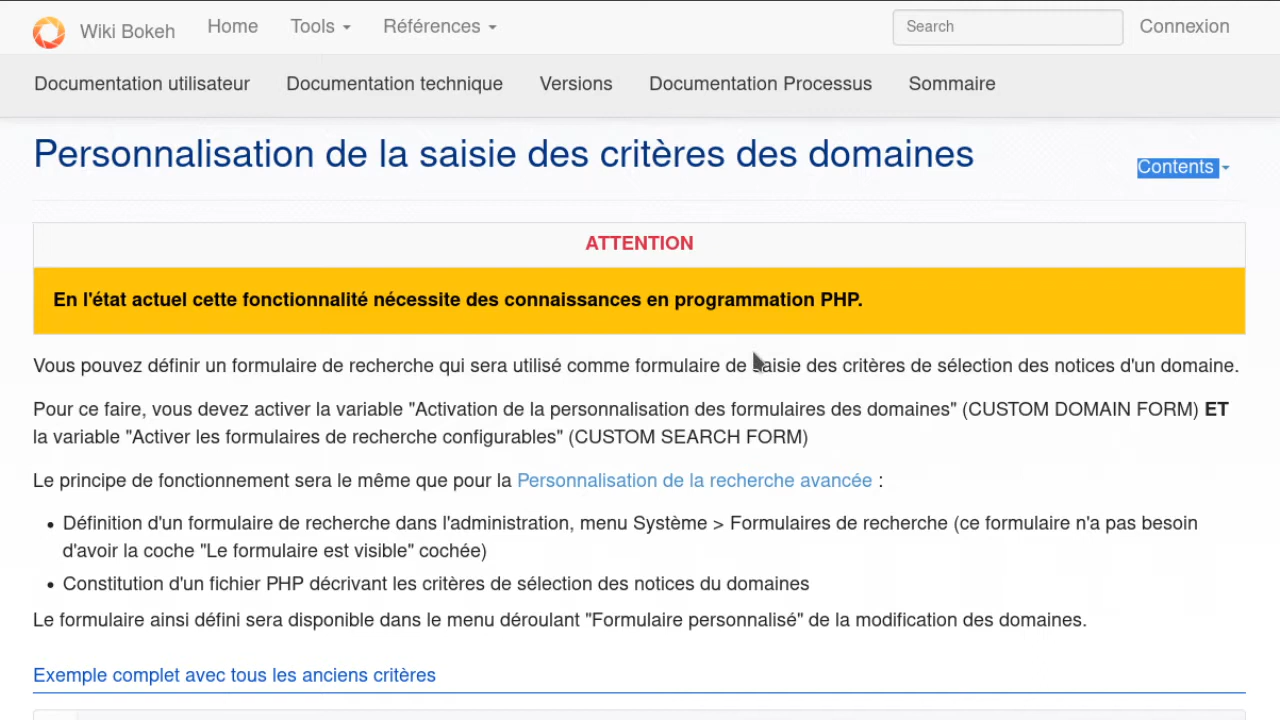 Wiki Bokeh Home Tools Références Search Connexion
Documentation utilisateur Documentation technique Versions Documentation Processus Sommaire
Personnalisation de la saisie des critères des domaines
Contents
ATTENTION
En l'état actuel cette fonctionnalité nécessite des connaissances en programmation PHP.
Vous pouvez définir un formulaire de recherche qui sera utilisé comme formulaire de saisie des critères de sélection des notices d'un domaine.
Pour ce faire, vous devez activer la variable "Activation de la personnalisation des formulaires des domaines" (CUSTOM DOMAIN FORM) ET
la variable "Activer les formulaires de recherche configurables" (CUSTOM SEARCH FORM)
Le principe de fonctionnement sera le même que pour la Personnalisation de la recherche avancée :
• Définition d'un formulaire de recherche dans l'administration, menu Système > Formulaires de recherche (ce formulaire n'a pas besoin
d'avoir la coche "Le formulaire est visible" cochée)
• Constitution d'un fichier PHP décrivant les critères de sélection des notices du domaines
Le formulaire ainsi défini sera disponible dans le menu déroulant "Formulaire personnalisé" de la modification des domaines.
Exemple complet avec tous les anciens critères